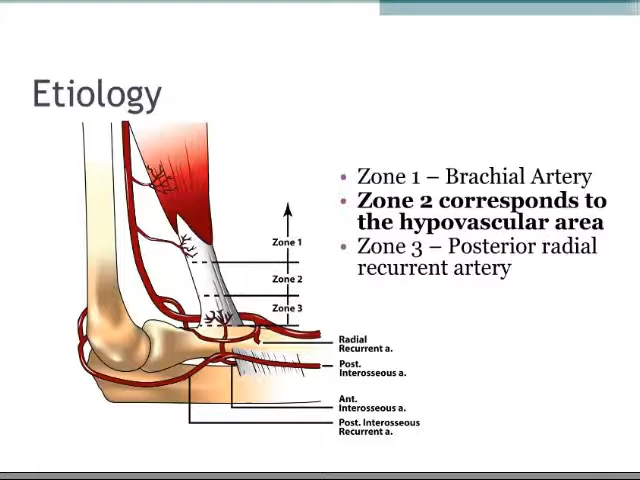 Etiology
• Zone 1 – Brachial Artery
• Zone 2 corresponds to
the hypovascular area
• Zone 3 – Posterior radial
recurrent artery
Zone 1
Zone 2
Zone 3
Radial
Recurrent a.
Post.
Interosseous a.
Ant.
Interosseous a.
Post. Interosseous
Recurrent a.